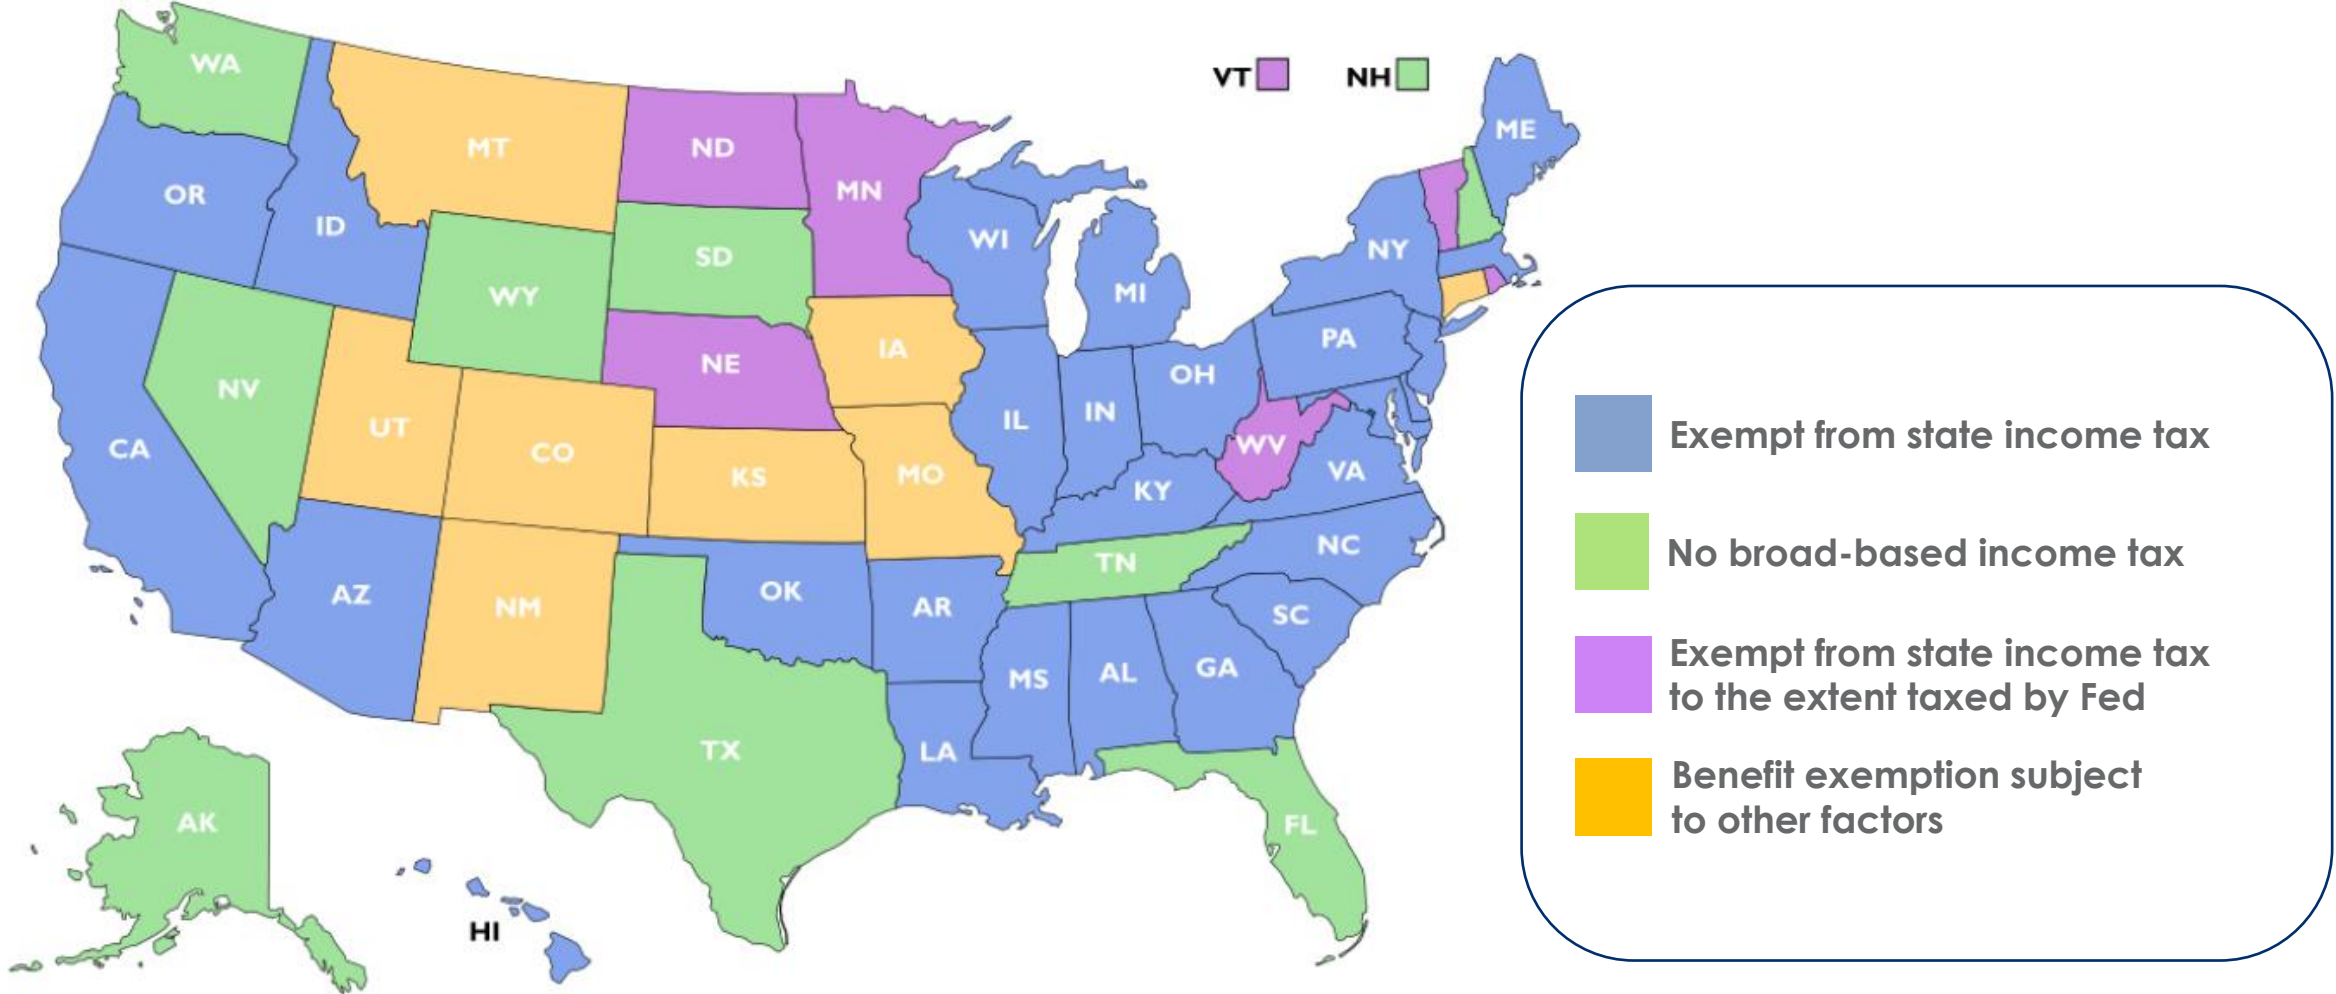 WA
VT
NH
ME
MT
ND
MN
OR
ID
WI
NY
SD
WY
MI
PA
IA
NE
OH
NV
IL
IN
UT
CO
CA
KS
MO
WV
VA
KY
NC
TN
AZ
NM
OK
AR
SC
MS
AL
GA
TX
LA
AK
FL
HI
Exempt from state income tax
No broad-based income tax
Exempt from state income tax
to the extent taxed by Fed
Benefit exemption subject
to other factors